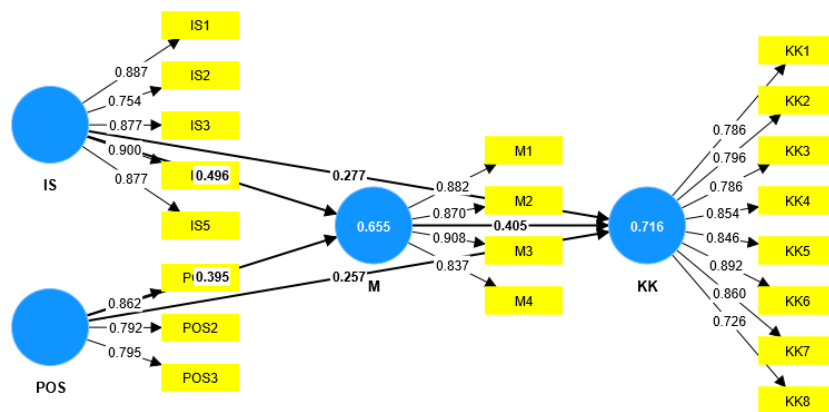 IS1
IS2
IS3
IS5
0.887
0.754
0.877
0.900
0.877
IS
0.496
0.277
POS2
POS3
0.862
0.792
0.795
POS
0.395
0.257
0.655
M
M1
M2
M3
M4
0.882
0.870
0.908
0.837
0.405
0.716
KK
KK1
KK2
KK3
KK4
KK5
KK6
KK7
KK8
0.786
0.796
0.786
0.854
0.846
0.892
0.860
0.726